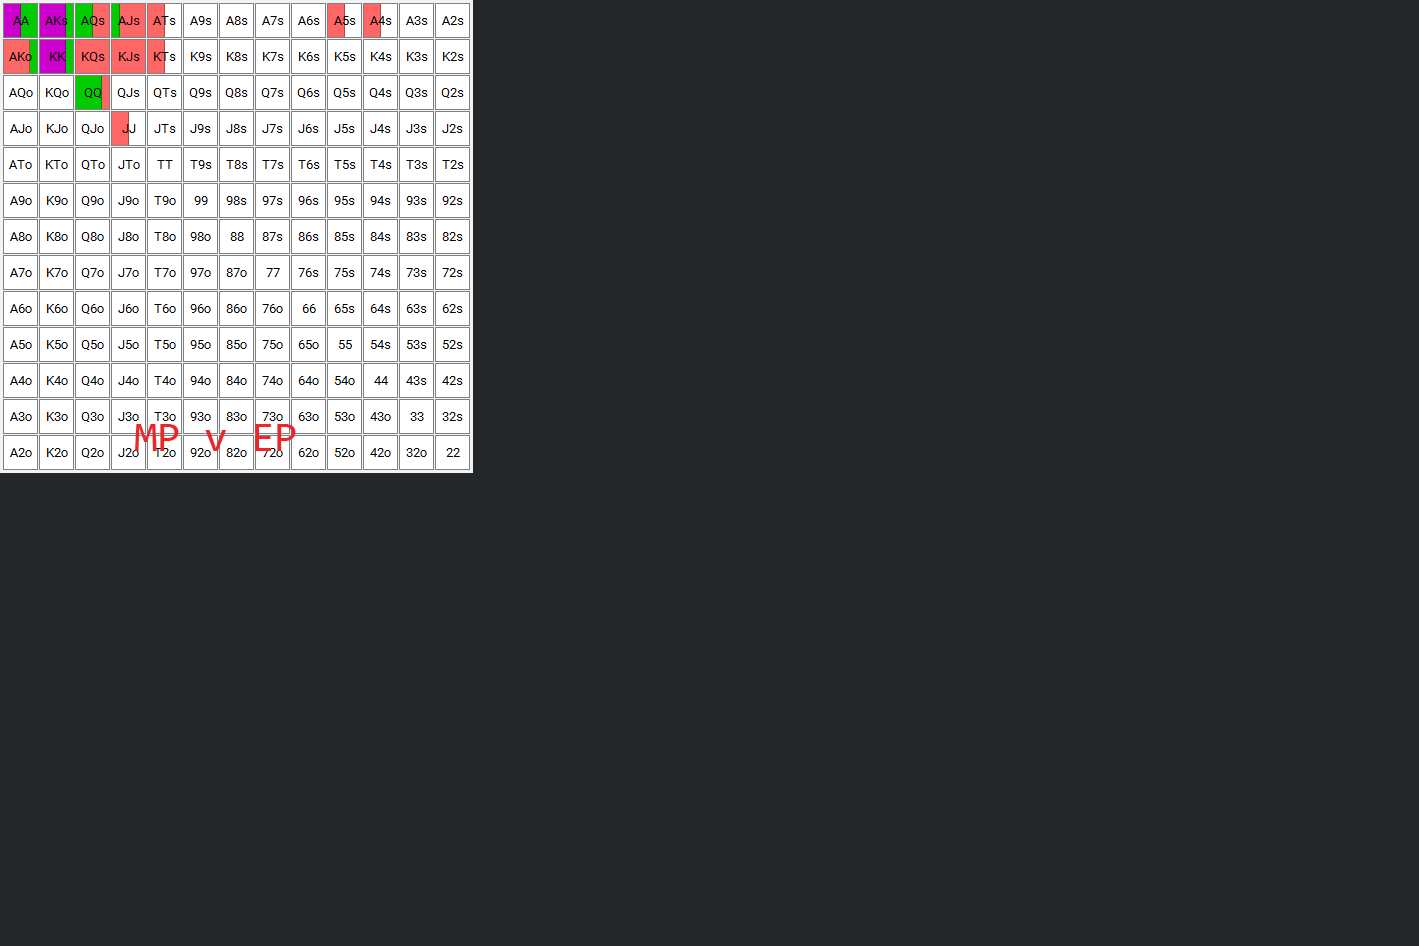 AA AKs AQs AJs ATs A9s A8s A7s A6s A5s A4s A3s A2s
AKo KK KQs KJs KTs K9s K8s K7s K6s K5s K4s K3s K2s
AQo KQo QQ QJs QTs Q9s Q8s Q7s Q6s Q5s Q4s Q3s Q2s
AJo KJo QJo JJ JTs J9s J8s J7s J6s J5s J4s J3s J2s
ATo KTo QTo JTo TT T9s T8s T7s T6s T5s T4s T3s T2s
A9o K9o Q9o J9o T9o 99 98s 97s 96s 95s 94s 93s 92s
A8o K8o Q8o J8o T8o 98o 88 87s 86s 85s 84s 83s 82s
A7o K7o Q7o J7o T7o 97o 87o 77 76s 75s 74s 73s 72s
A6o K6o Q6o J6o T6o 96o 86o 76o 66 65s 64s 63s 62s
A5o K5o Q5o J5o T5o 95o 85o 75o 65o 55 54s 53s 52s
A4o K4o Q4o J4o T4o 94o 84o 74o 64o 54o 44 43s 42s
A3o K3o Q3o J3o T3o 93o 83o 73o 63o 53o 43o 33 32s
MP v EP
A2o K2o Q2o J2o T2o 92o 82o 72o 62o 52o 42o 32o 22